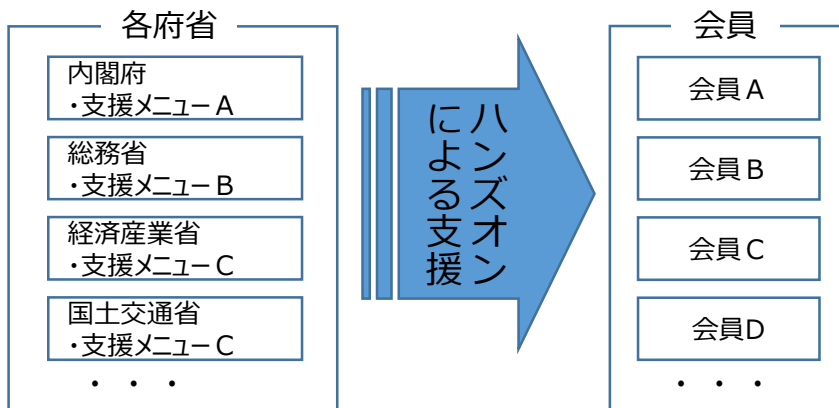 各府省
内閣府
・支援メニューA
総務省
・支援メニューB
経済産業省
・支援メニューC
国土交通省
・支援メニューC
・・・
ハンズオン
による支援
会員
会員A
会員B
会員C
会員D
・・・